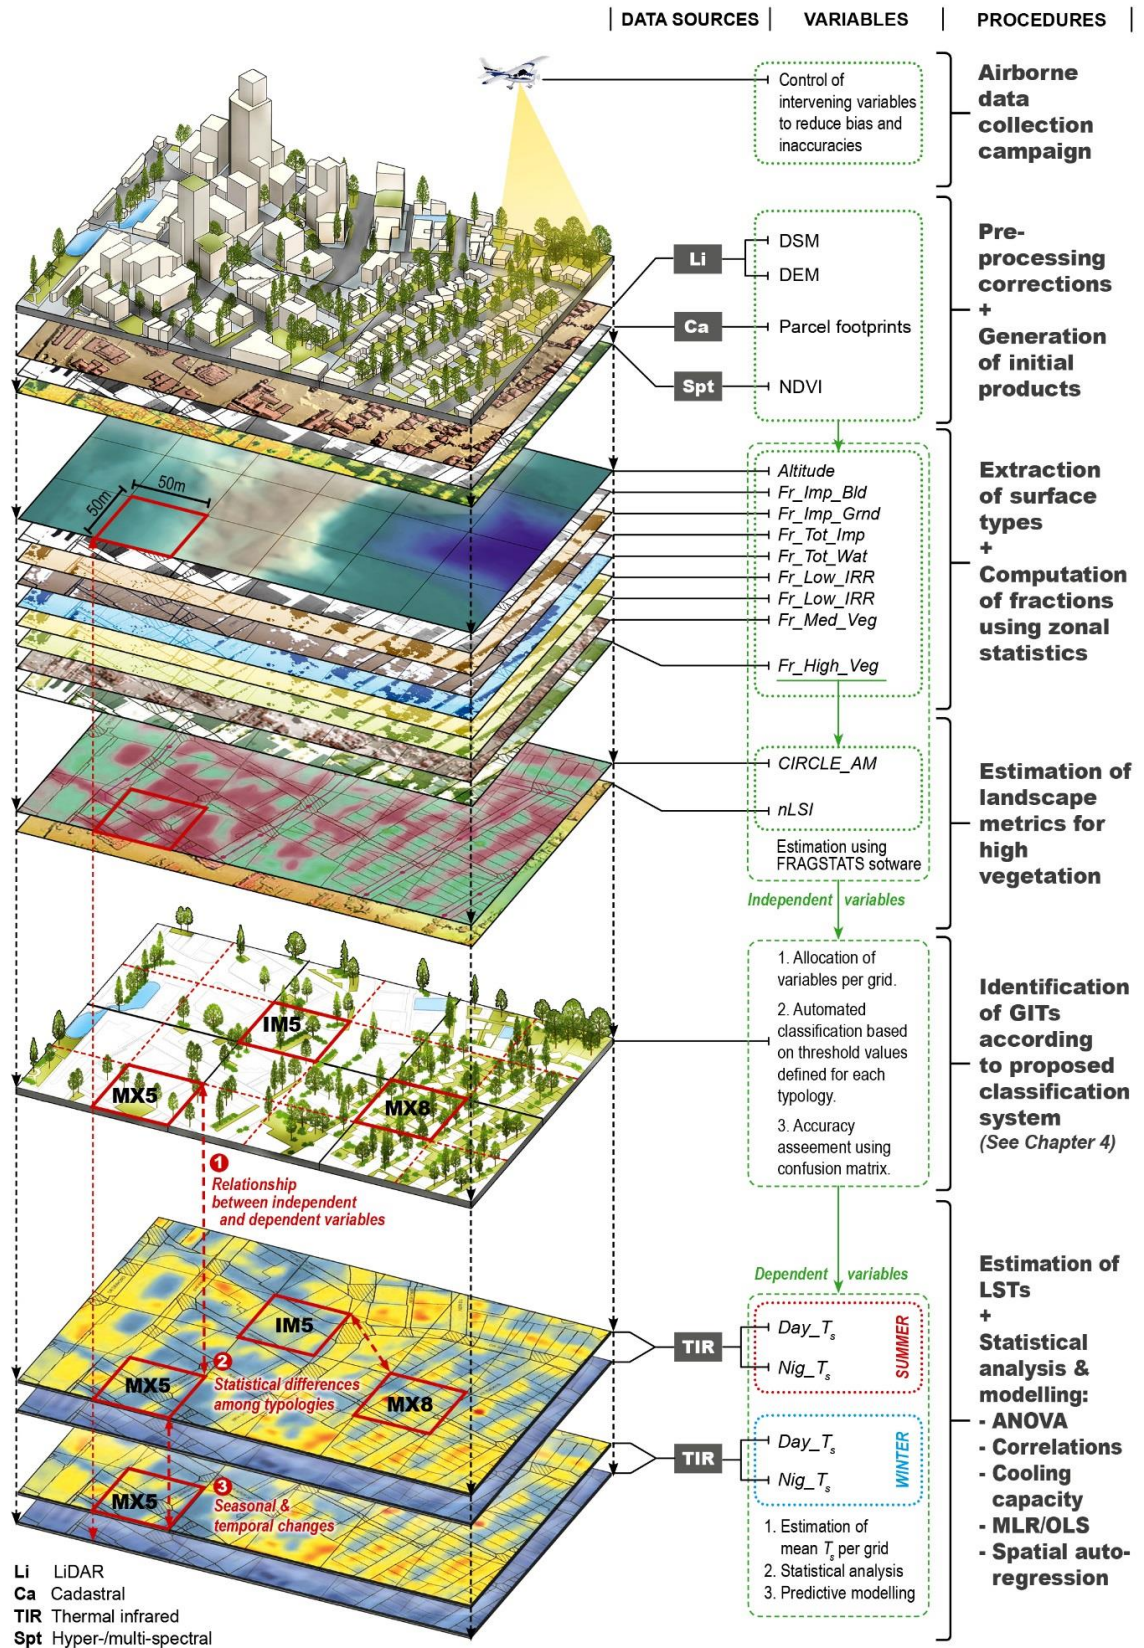 DATA SOURCES
VARIABLES
PROCEDURES
Control of
intervening variables
to reduce bias and
inaccuracies
Airborne
data
collection
campaign
Li
DSM
DEM
Ca
Parcel footprints
Spt
NDVI
Pre-
processing
corrections
+
Generation
of initial
products
50m
50m
Altitude
Fr_Imp_Bld
Fr_Imp_Grnd
Fr_Tot_Imp
Fr_Tot_Wat
Fr_Low_IRR
Fr_Low_IRR
Fr_Med_Veg
Fr_High_Veg
Extraction
of surface
types
+
Computation
of fractions
using zonal
statistics
CIRCLE_AM
nLSI
Estimation using
FRAGSTATS sotware
Estimation of
landscape
metrics for
high
vegetation
Independent variables
IM5
MX5
MX8
1. Allocation of
variables per grid.
2. Automated
classification based
on threshold values
defined for each
typology.
3. Accuracy
asseement using
confusion matrix.
Identification
of GITs
according
to proposed
classification
system
(See Chapter 4)
1
Relationship
between independent
and dependent variables
Dependent variables
IM5
MX5
MX8
2
Statistical differences
among typologies
TIR
Day_Ts
Nig_Ts
SUMMER
TIR
Day_Ts
Nig_Ts
WINTER
MX5
3
Seasonal &
temporal changes
1. Estimation of
mean Ts per grid
2. Statistical analysis
3. Predictive modelling
Estimation of
LSTs
+
Statistical
analysis &
modelling:
- ANOVA
- Correlations
- Cooling
capacity
- MLR/OLS
- Spatial auto-
regression
Li LiDAR
Ca Cadastral
TIR Thermal infrared
Spt Hyper-/multi-spectral